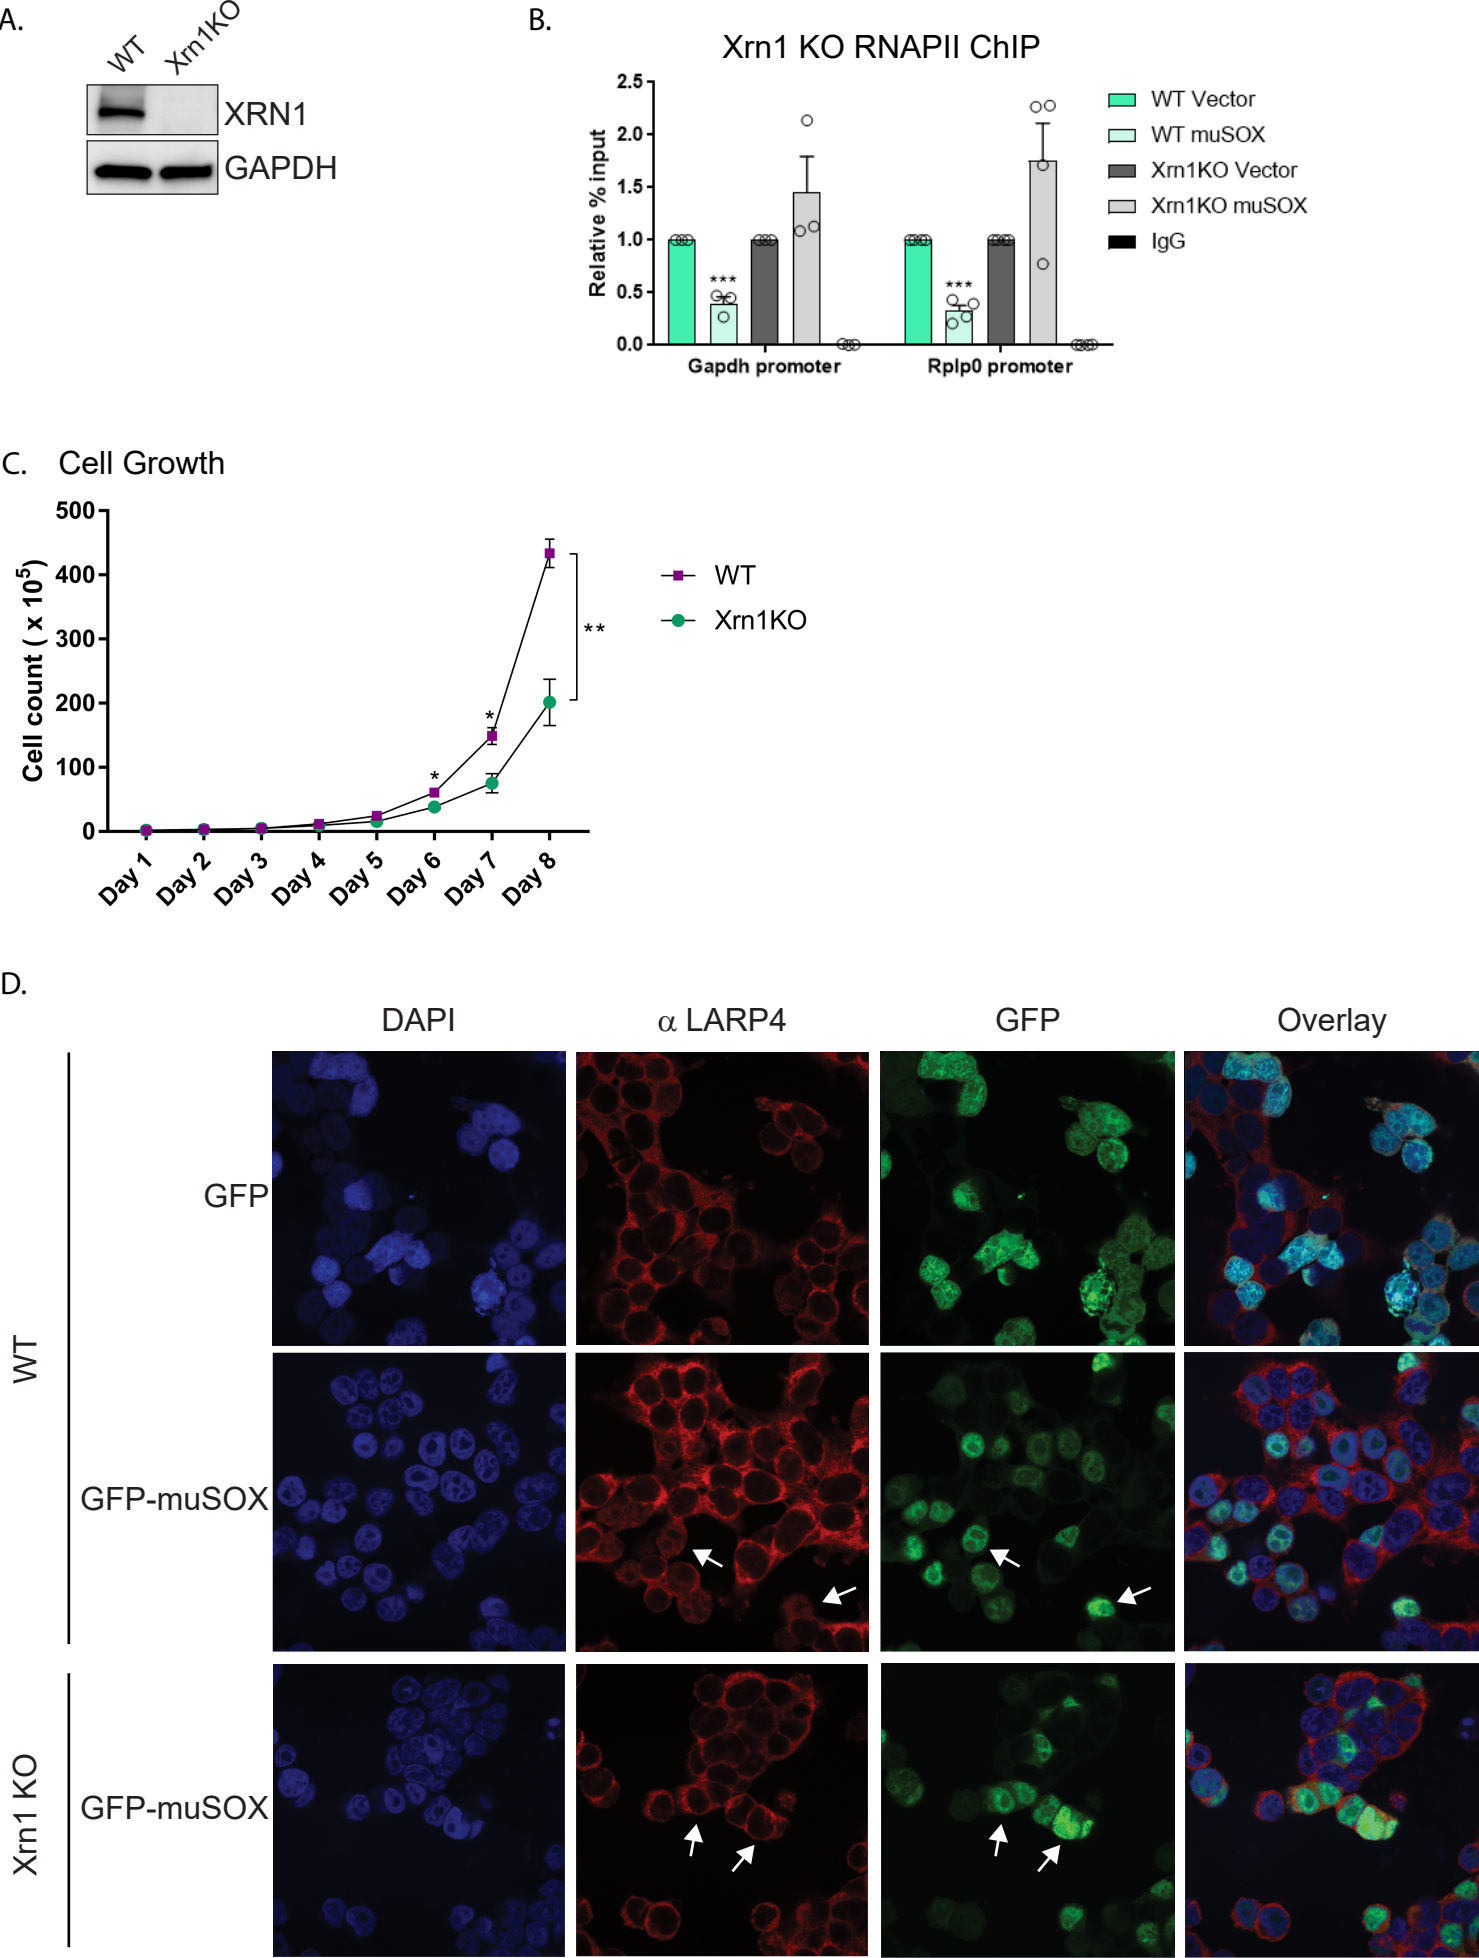 A.
WT
Xrn1KO
XRN1
GAPDH
B.
Xrn1 KO RNAPII ChIP
Relative % input
2.5
2.0
1.5
1.0
0.5
0.0
***
***
Gapdh promoter
Rplp0 promoter
WT Vector
WT muSOX
Xrn1KO Vector
Xrn1KO muSOX
IgG
C. Cell Growth
Cell count ( x 10⁵)
500
400
300
200
100
0
*
*
**
Day 1
Day 2
Day 3
Day 4
Day 5
Day 6
Day 7
Day 8
WT
Xrn1KO
D.
DAPI
α LARP4
GFP
Overlay
WT
GFP
GFP-muSOX
Xrn1 KO
GFP-muSOX